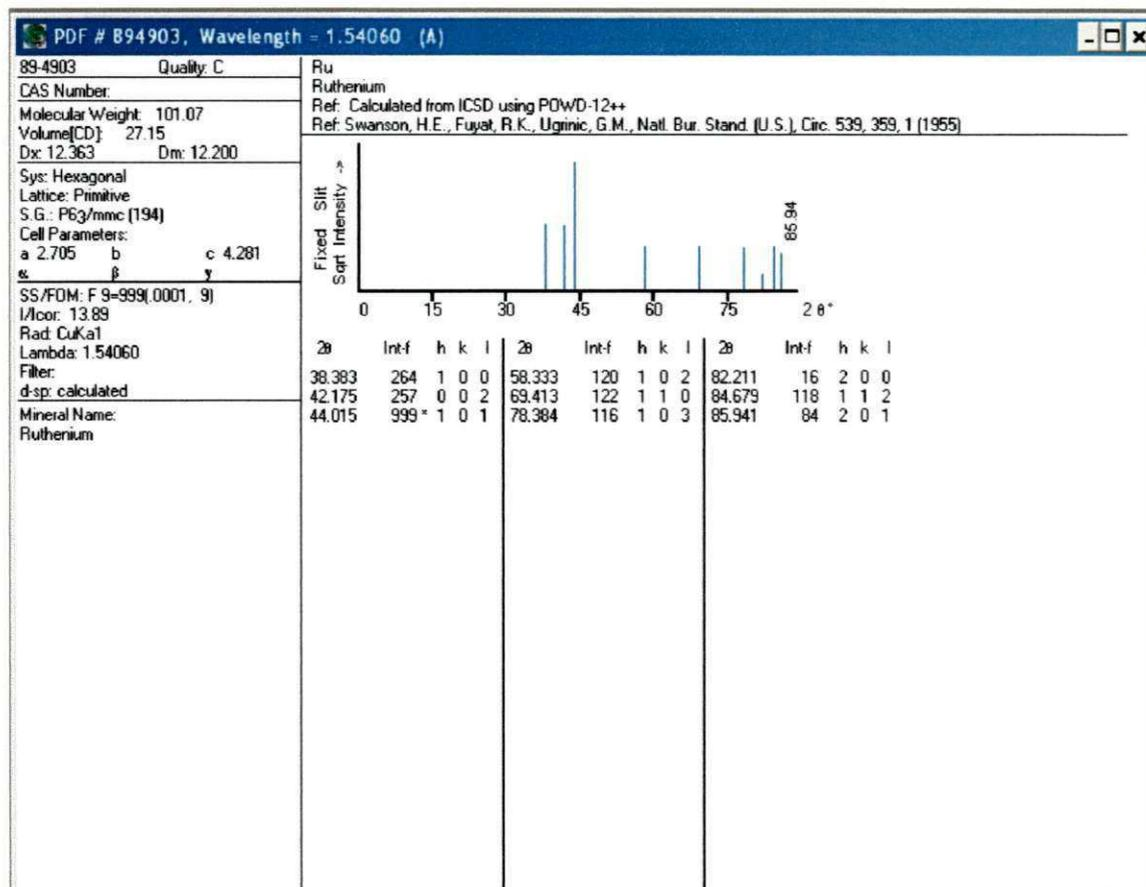 PDF # 894903, Wavelength = 1.54060 (A)
89-4903 Quality: C
CAS Number:
Molecular Weight: 101.07
Volume[CD]: 27.15
Dx: 12.363 Dm: 12.200
Sys: Hexagonal
Lattice: Primitive
S.G.: P63/mmc (194)
Cell Parameters:
a 2.705 b c 4.281
α β γ
SS/FOM: F 9=999(.0001, 9)
I/Icor: 13.89
Rad: CuKa1
Lambda: 1.54060
Filter:
d-sp: calculated
Mineral Name:
Ruthenium
Ru
Ruthenium
Ref: Calculated from ICSD using POWD-12++
Ref: Swanson, H.E., Fuyat, R.K., Ugrinic, G.M., Natl. Bur. Stand. (U.S.), Circ. 539, 359, 1 (1955)
Fixed Slit
Sqrt Intensity ->
85.94
0 15 30 45 60 75 2θ°
2θ Int-f h k l 2θ Int-f h k l 2θ Int-f h k l
38.383 264 1 0 0 58.333 120 1 0 2 82.211 16 2 0 0
42.175 257 0 0 2 69.413 122 1 1 0 84.679 118 1 1 2
44.015 999* 1 0 1 78.384 116 1 0 3 85.941 84 2 0 1